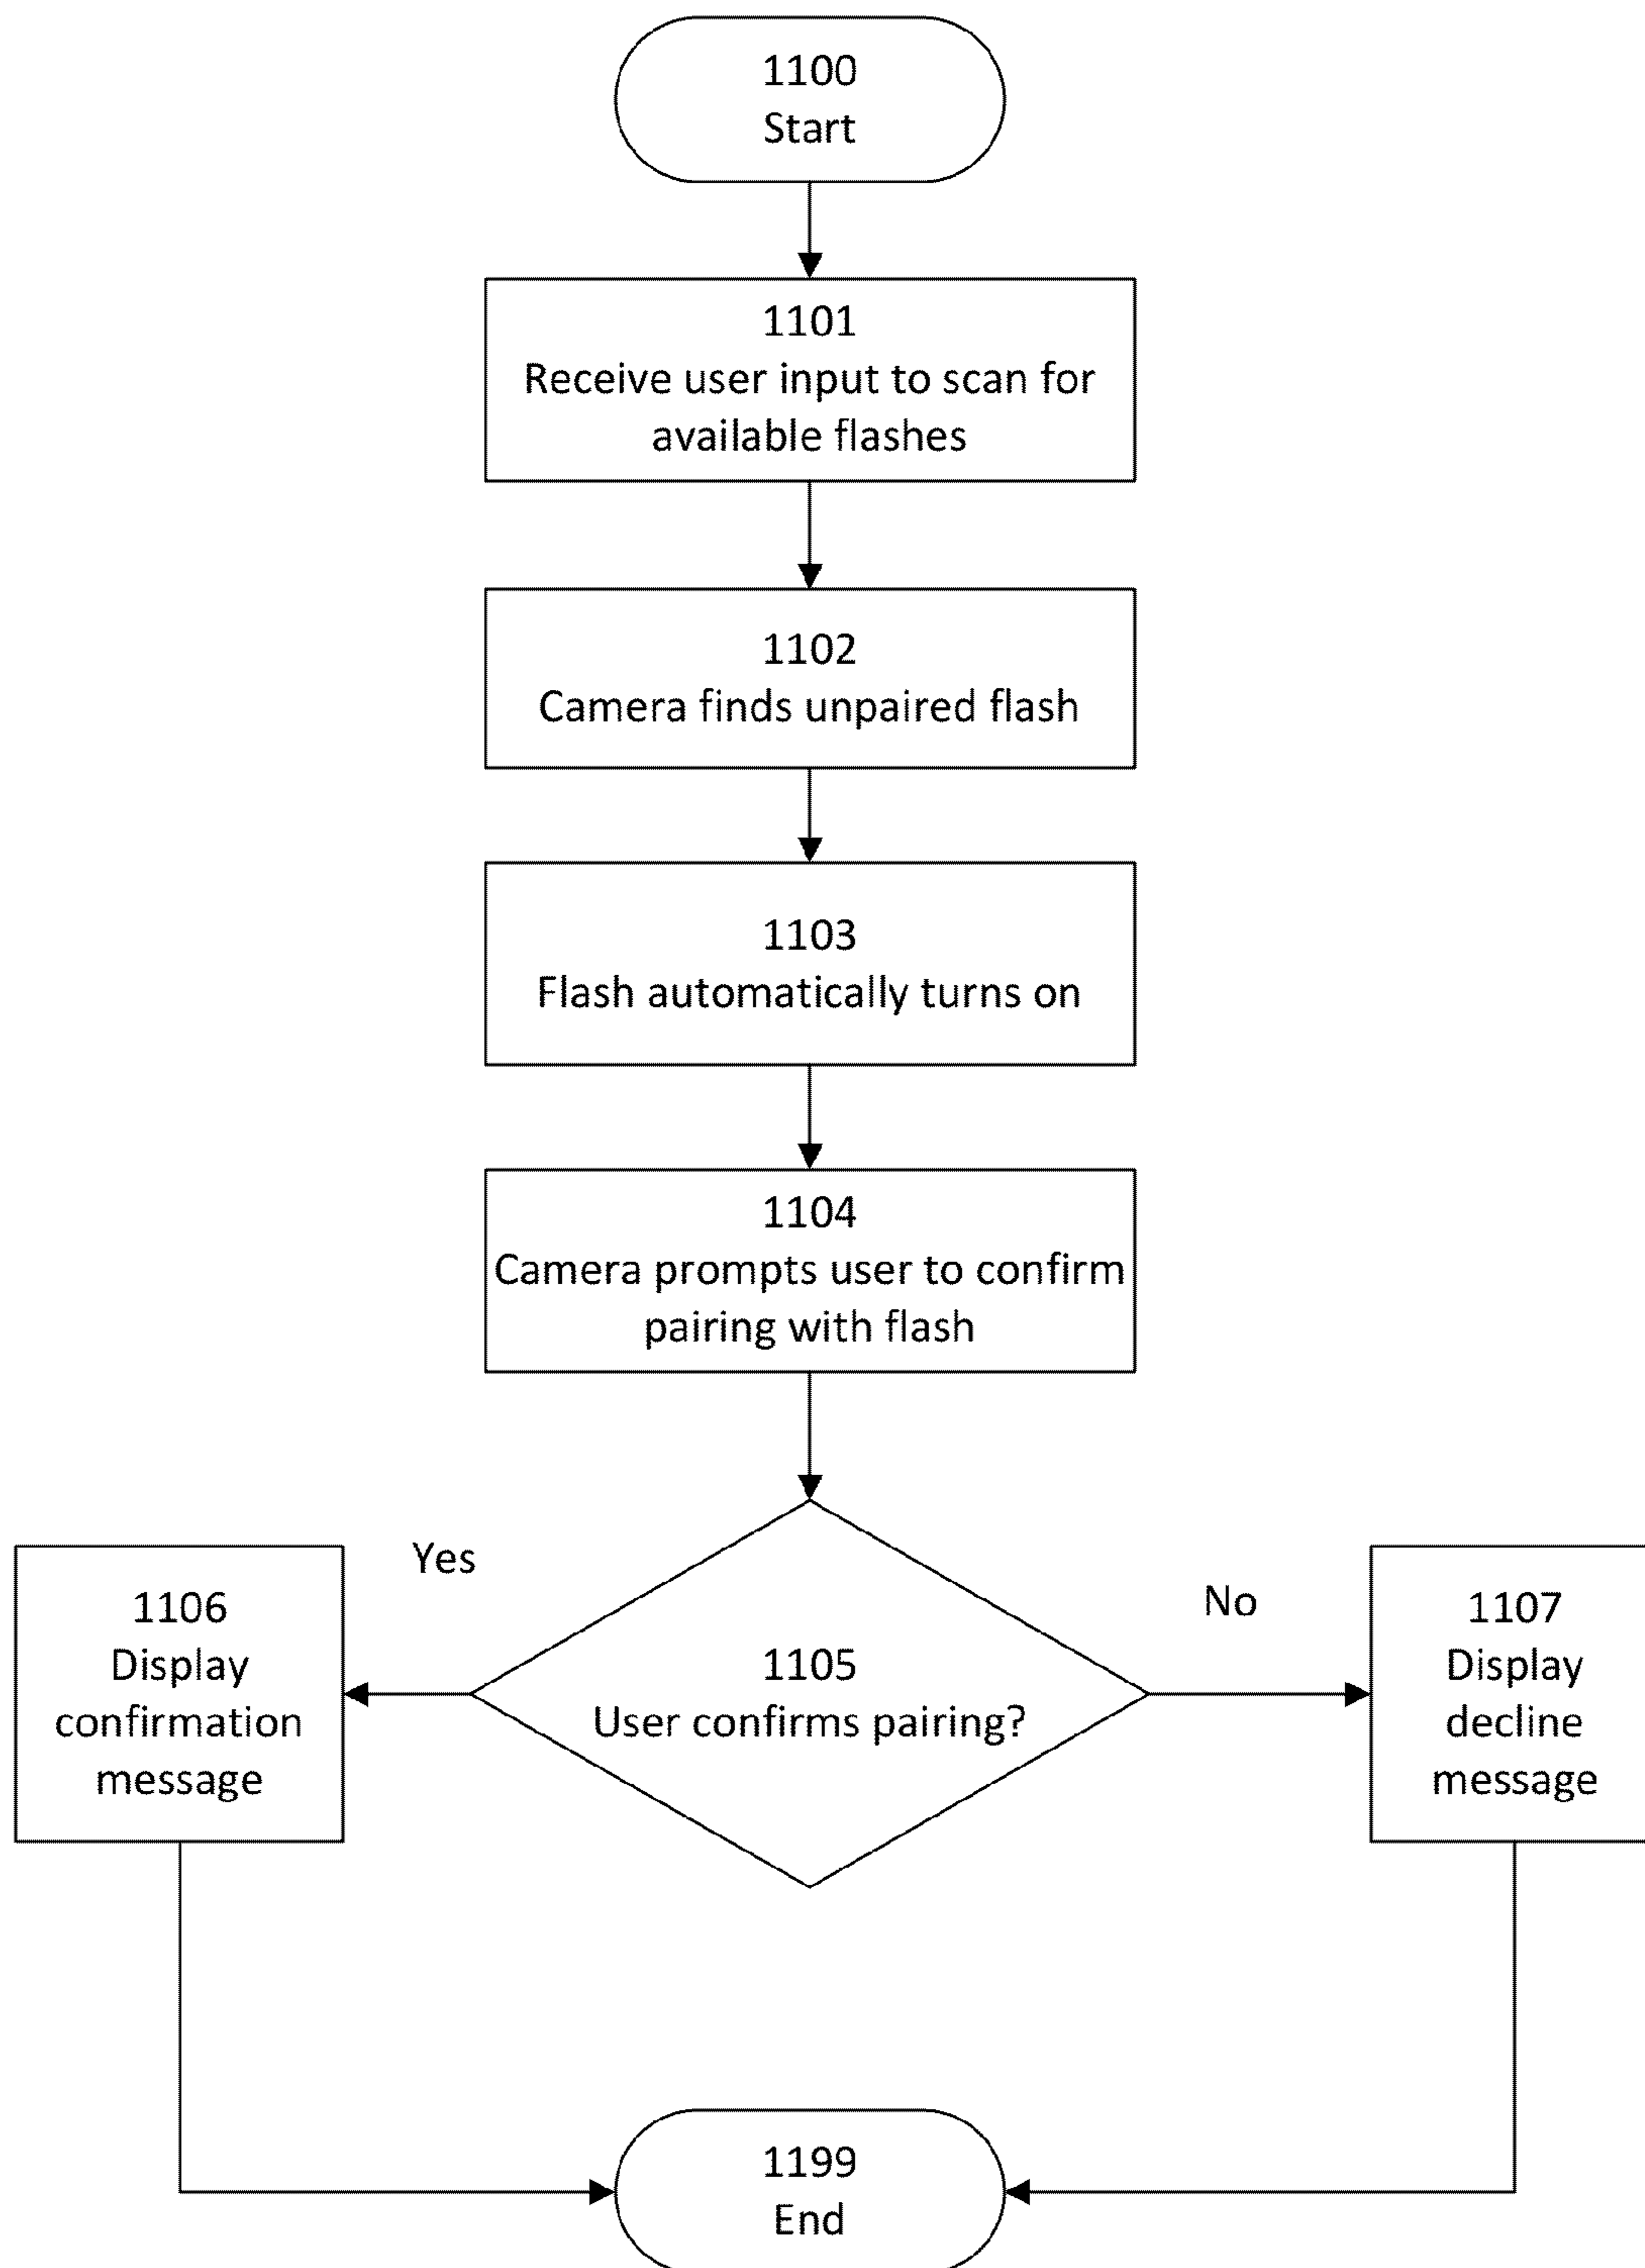 1100
Start
1101
Receive user input to scan for
available flashes
1102
Camera finds unpaired flash
1103
Flash automatically turns on
1104
Camera prompts user to confirm
pairing with flash
Yes
No
1105
User confirms pairing?
1106
Display
confirmation
message
1107
Display
decline
message
1199
End